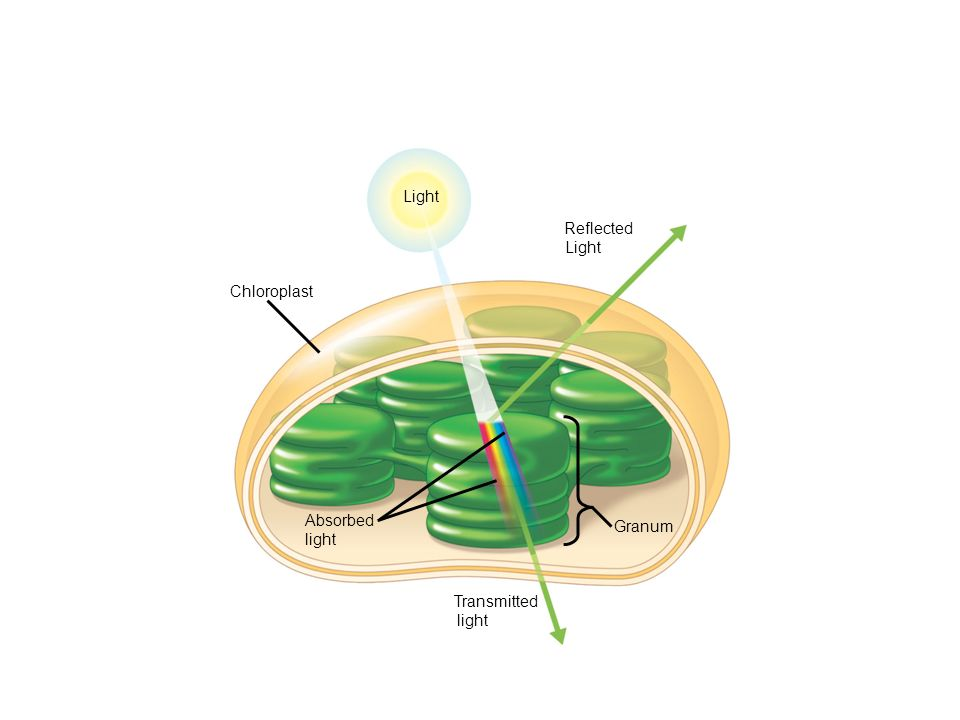 Light
Reflected
Light
Chloroplast
Absorbed
light
Granum
Transmitted
light